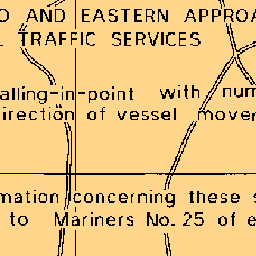 AND EASTERN
TRAFFIC SERVICES
alling-in-point with num
irection of vessel mover
mation concerning these s
to Mariners No. 25 of e